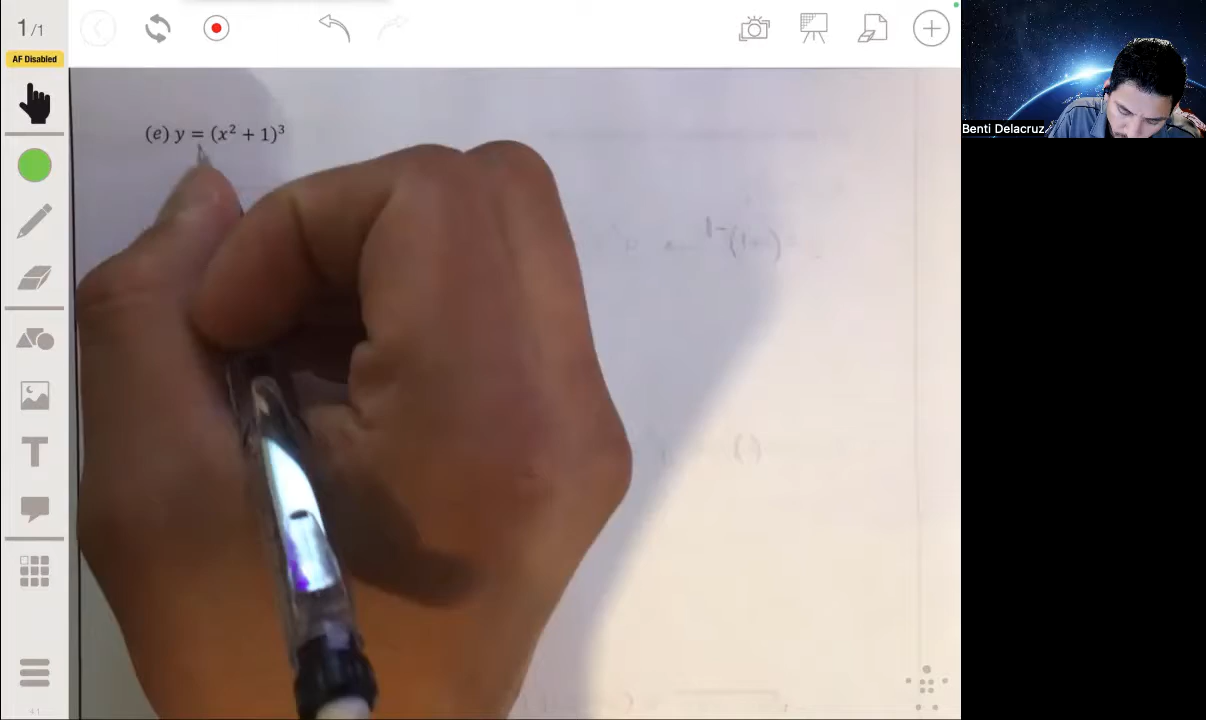 1/1
AF Disabled
(e) y = (x² + 1)³
T
Benti Delacruz